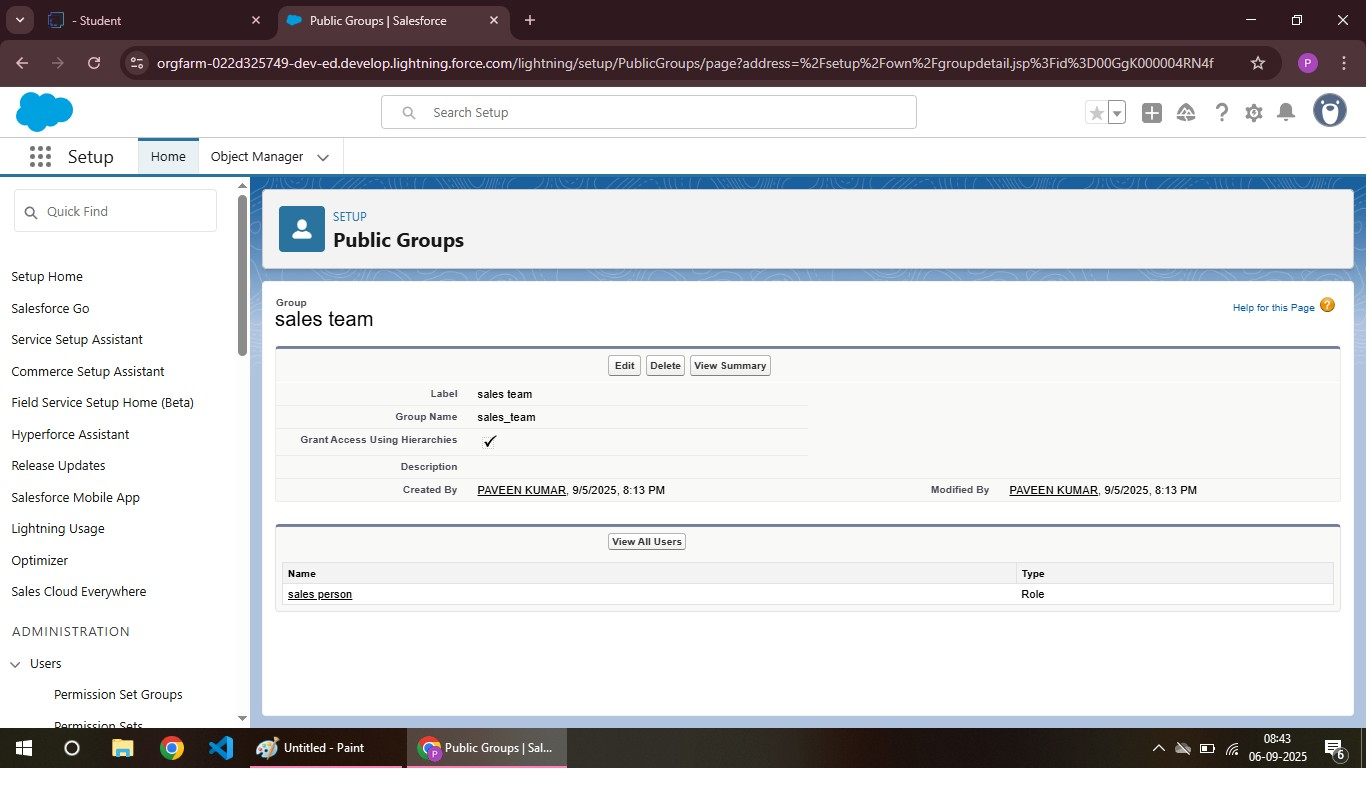 - Student
Public Groups | Salesforce
orgfarm-022d325749-dev-ed.develop.lightning.force.com/lightning/setup/PublicGroups/page?address=%2Fsetup%2Fown%2Fgroupdetail.jsp%3Fid%3D00GgK000004RN4f
P
Search Setup
Setup
Home
Object Manager
Quick Find
Setup Home
Salesforce Go
Service Setup Assistant
Commerce Setup Assistant
Field Service Setup Home (Beta)
Hyperforce Assistant
Release Updates
Salesforce Mobile App
Lightning Usage
Optimizer
Sales Cloud Everywhere
ADMINISTRATION
Users
Permission Set Groups
Permission Sets
SETUP
Public Groups
Group
sales team
Help for this Page ?
Edit Delete View Summary
Label sales team
Group Name sales_team
Grant Access Using Hierarchies
Description
Created By PAVEEN KUMAR, 9/5/2025, 8:13 PM Modified By PAVEEN KUMAR, 9/5/2025, 8:13 PM
View All Users
Name Type
sales person Role
Untitled - Paint
P
Public Groups | Sal...
08:43
06-09-2025
6